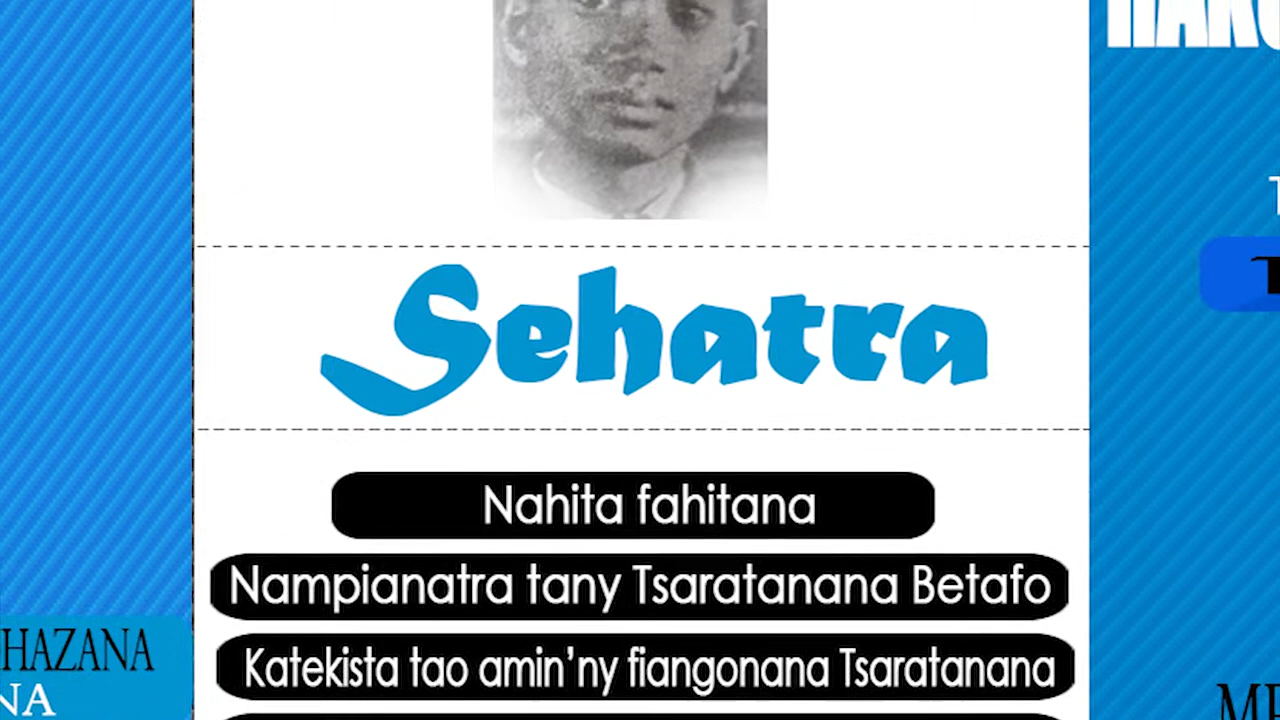 Sehatra
Nahita fahitana
Nampianatra tany Tsaratanana Betafo
Katekista tao amin'ny fiangonana Tsaratanana
HAZANA
NA